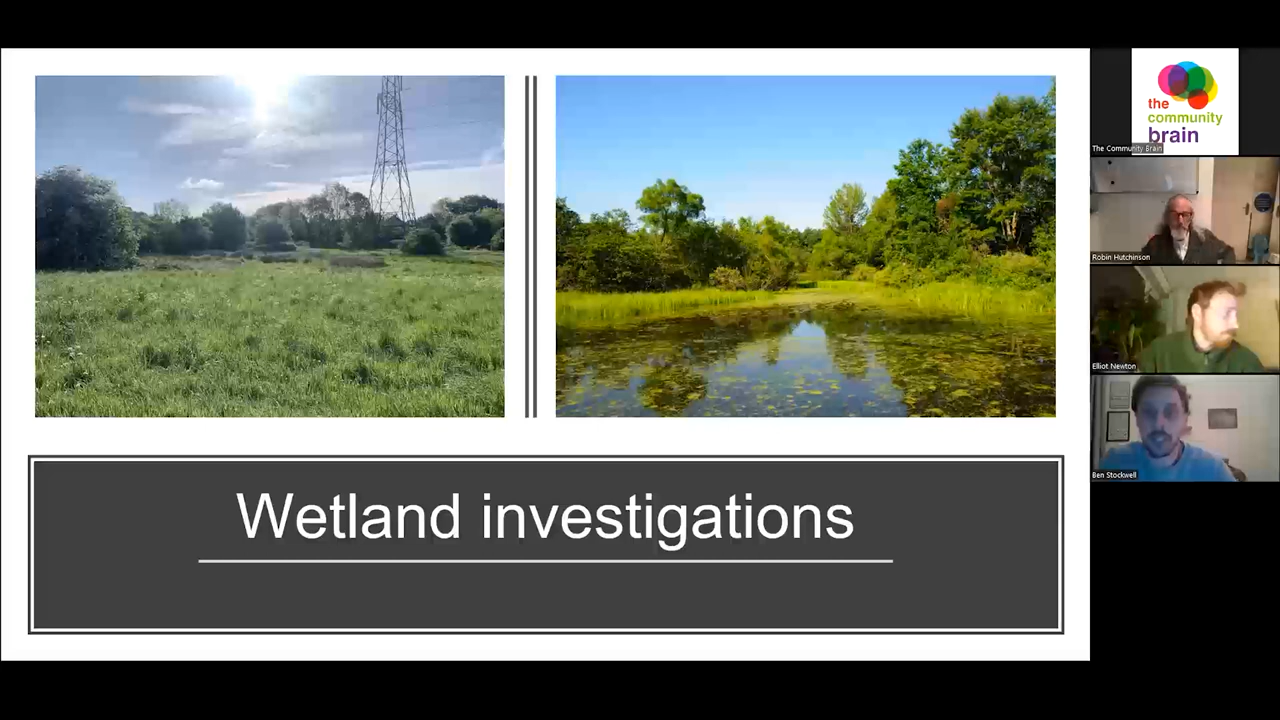 Wetland investigations
the
community
brain
The Community Brain
Robin Hutchinson
Elliot Newton
Ben Stockwell